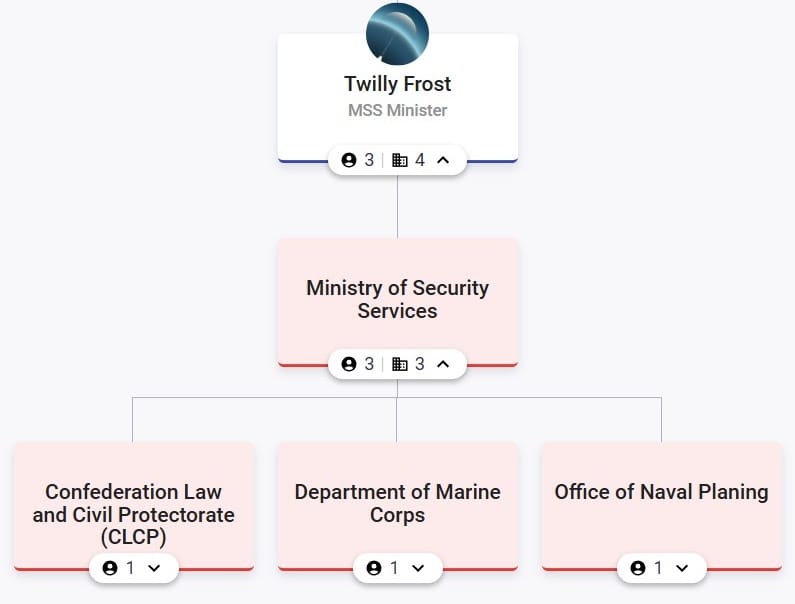 Twilly Frost
MSS Minister
3 | 4
Ministry of Security
Services
3 | 3
Confederation Law
and Civil Protectorate
(CLCP)
1
Department of Marine
Corps
1
Office of Naval Planing
1